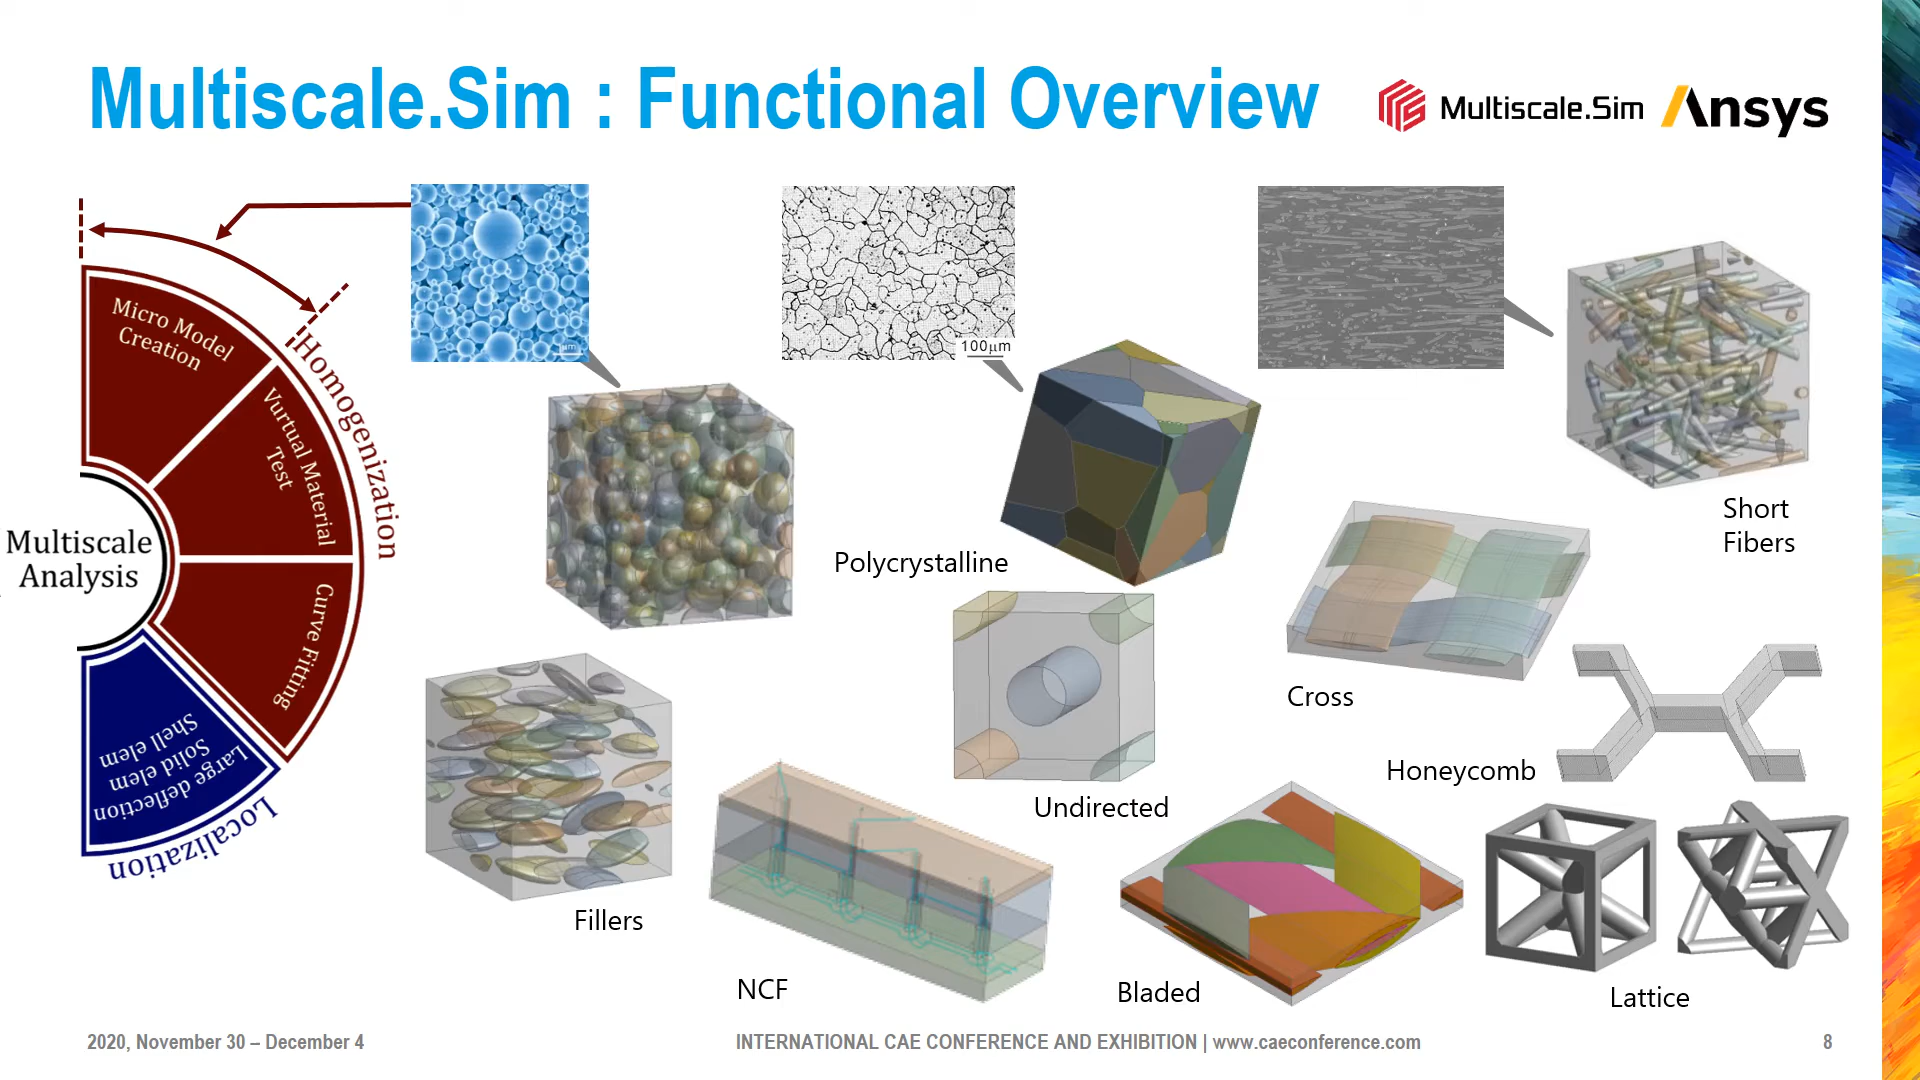 Multiscale.Sim : Functional Overview
Multiscale.Sim
Ansys
Micro Model
Creation
Vurtual Material
Test
Curve Fitting
Homogenization
Multiscale
Analysis
Large deflection
Solid elem
Shell elem
Localization
μm
100μm
Short
Fibers
Polycrystalline
Cross
Honeycomb
Undirected
Fillers
NCF
Bladed
Lattice
2020, November 30 – December 4
INTERNATIONAL CAE CONFERENCE AND EXHIBITION | www.caeconference.com
8